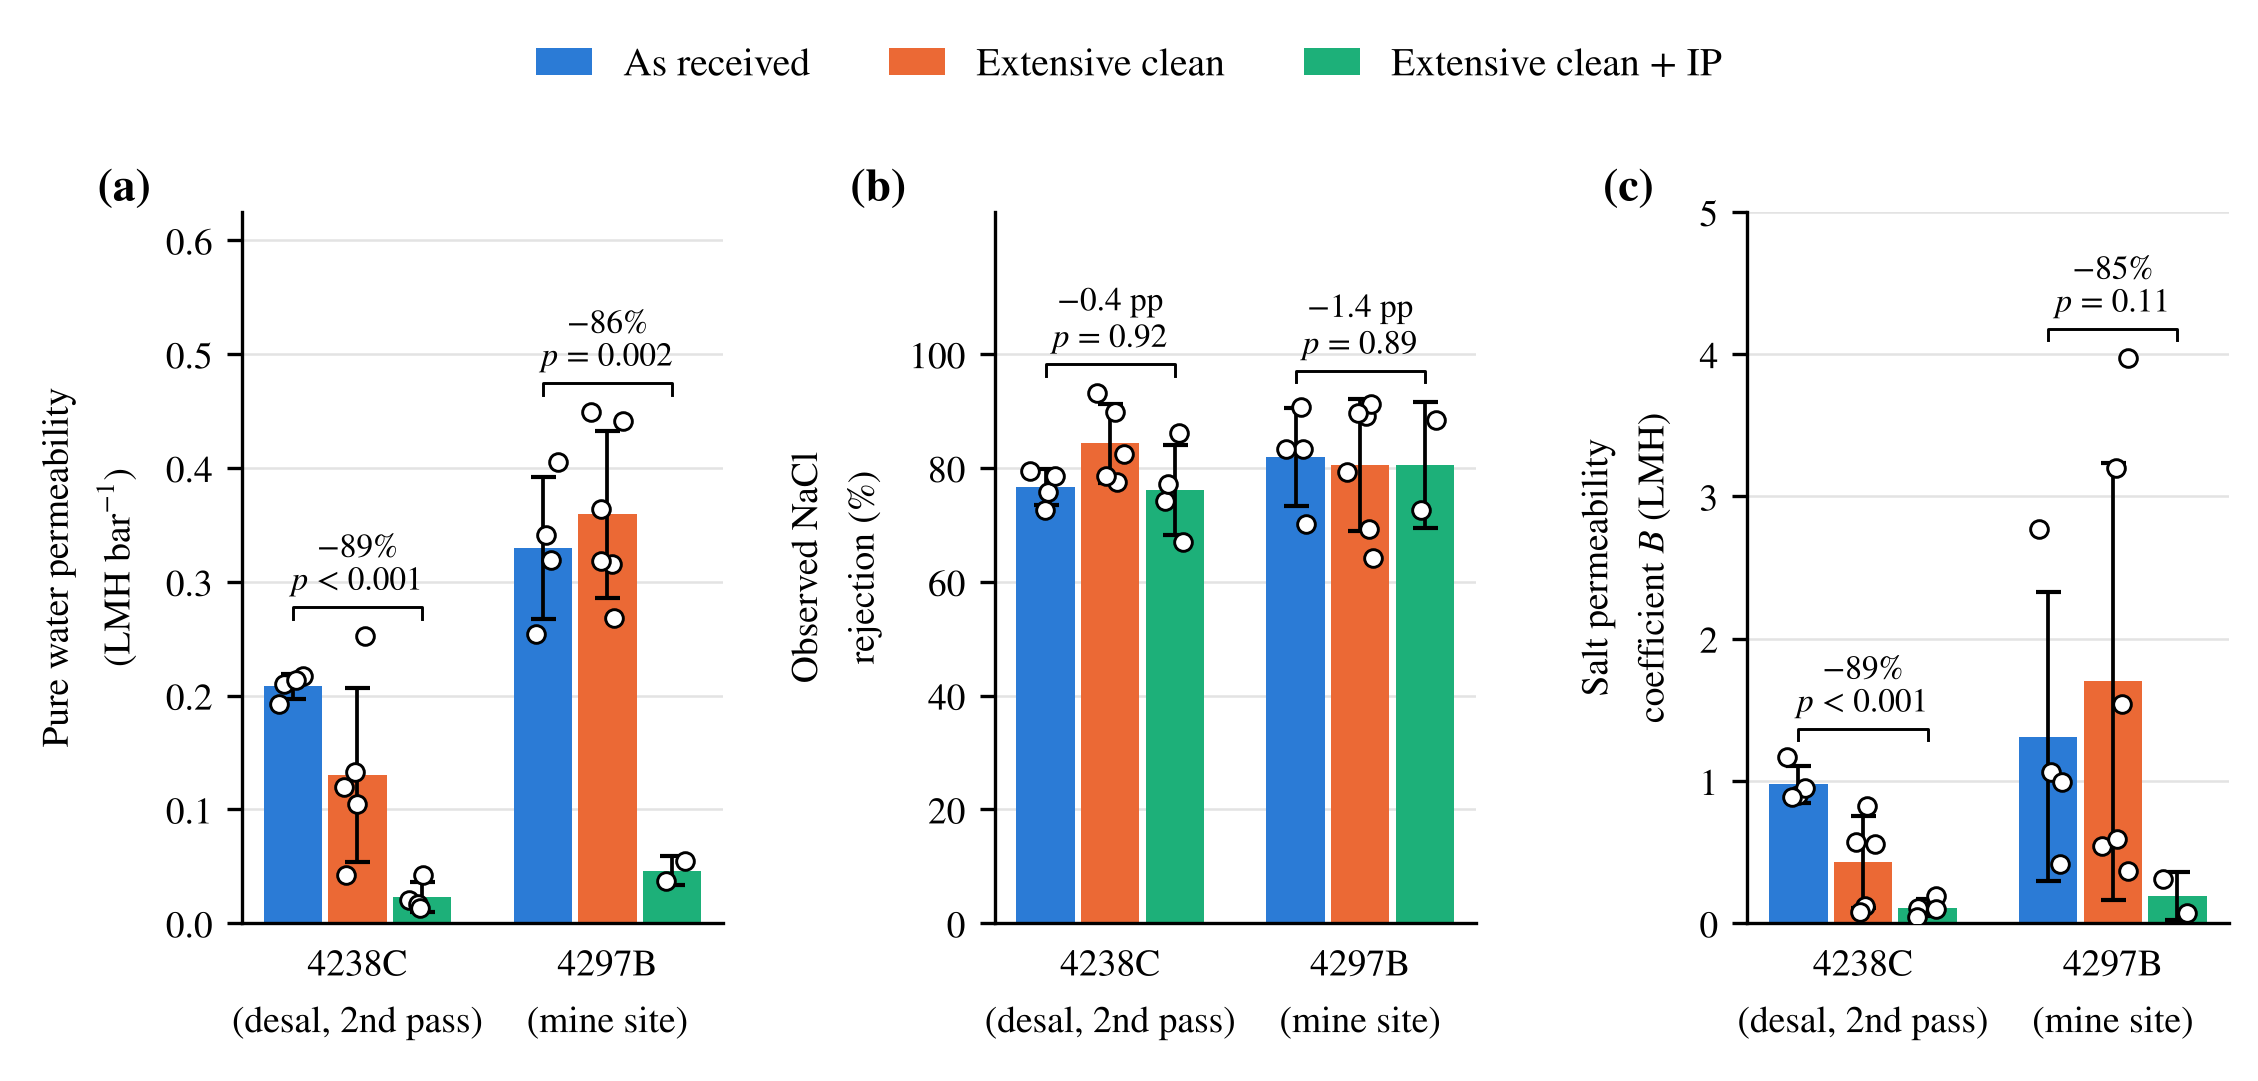 As received
Extensive clean
Extensive clean + IP
(a)
Pure water permeability
(LMH bar⁻¹)
0.6
0.5
0.4
0.3
0.2
0.1
0.0
−89%
p < 0.001
−86%
p = 0.002
4238C
(desal, 2nd pass)
4297B
(mine site)
(b)
Observed NaCl
rejection (%)
100
80
60
40
20
0
−0.4 pp
p = 0.92
−1.4 pp
p = 0.89
4238C
(desal, 2nd pass)
4297B
(mine site)
(c)
Salt permeability
coefficient B (LMH)
5
4
3
2
1
0
−89%
p < 0.001
−85%
p = 0.11
4238C
(desal, 2nd pass)
4297B
(mine site)